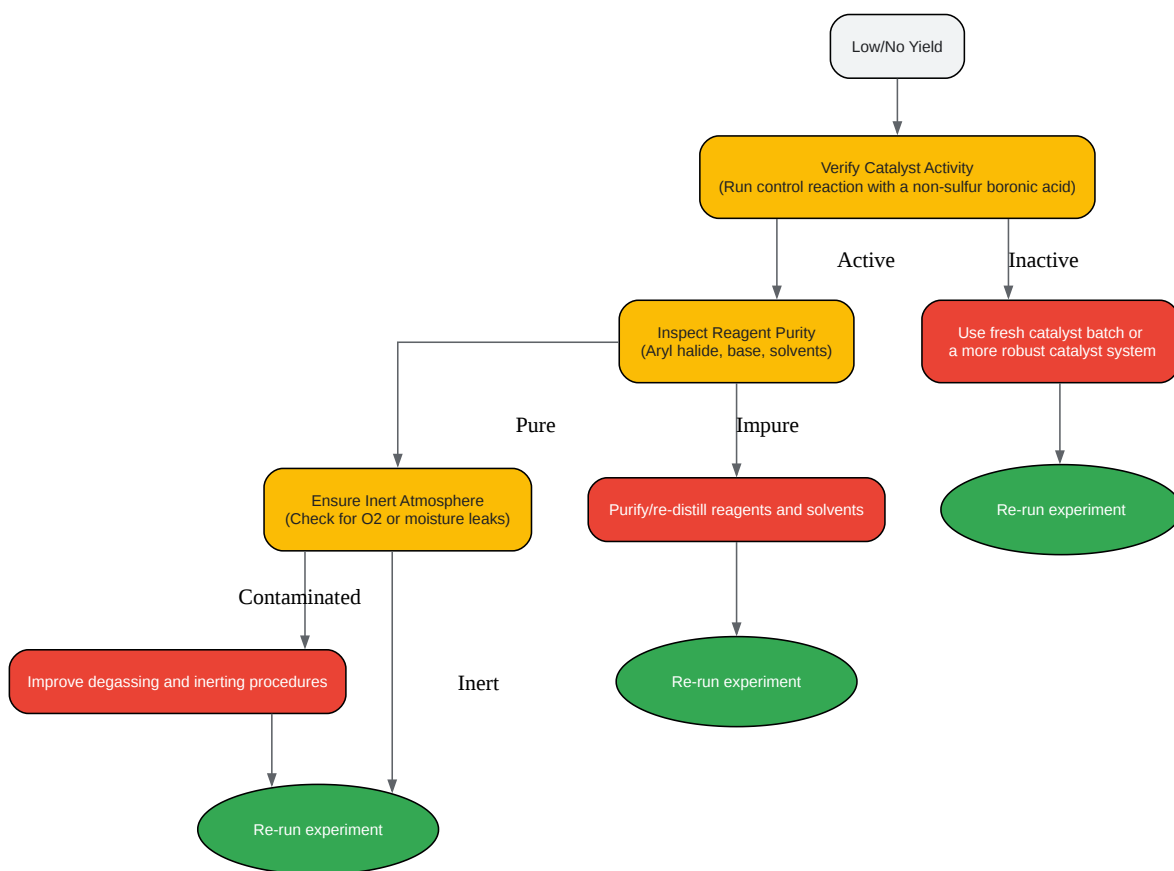 Low/No Yield
Verify Catalyst Activity
(Run control reaction with a non-sulfur boronic acid)
Active
Inactive
Inspect Reagent Purity
(Aryl halide, base, solvents)
Use fresh catalyst batch or
a more robust catalyst system
Pure
Impure
Ensure Inert Atmosphere
(Check for O2 or moisture leaks)
Purify/re-distill reagents and solvents
Re-run experiment
Contaminated
Inert
Improve degassing and inerting procedures
Re-run experiment
Re-run experiment